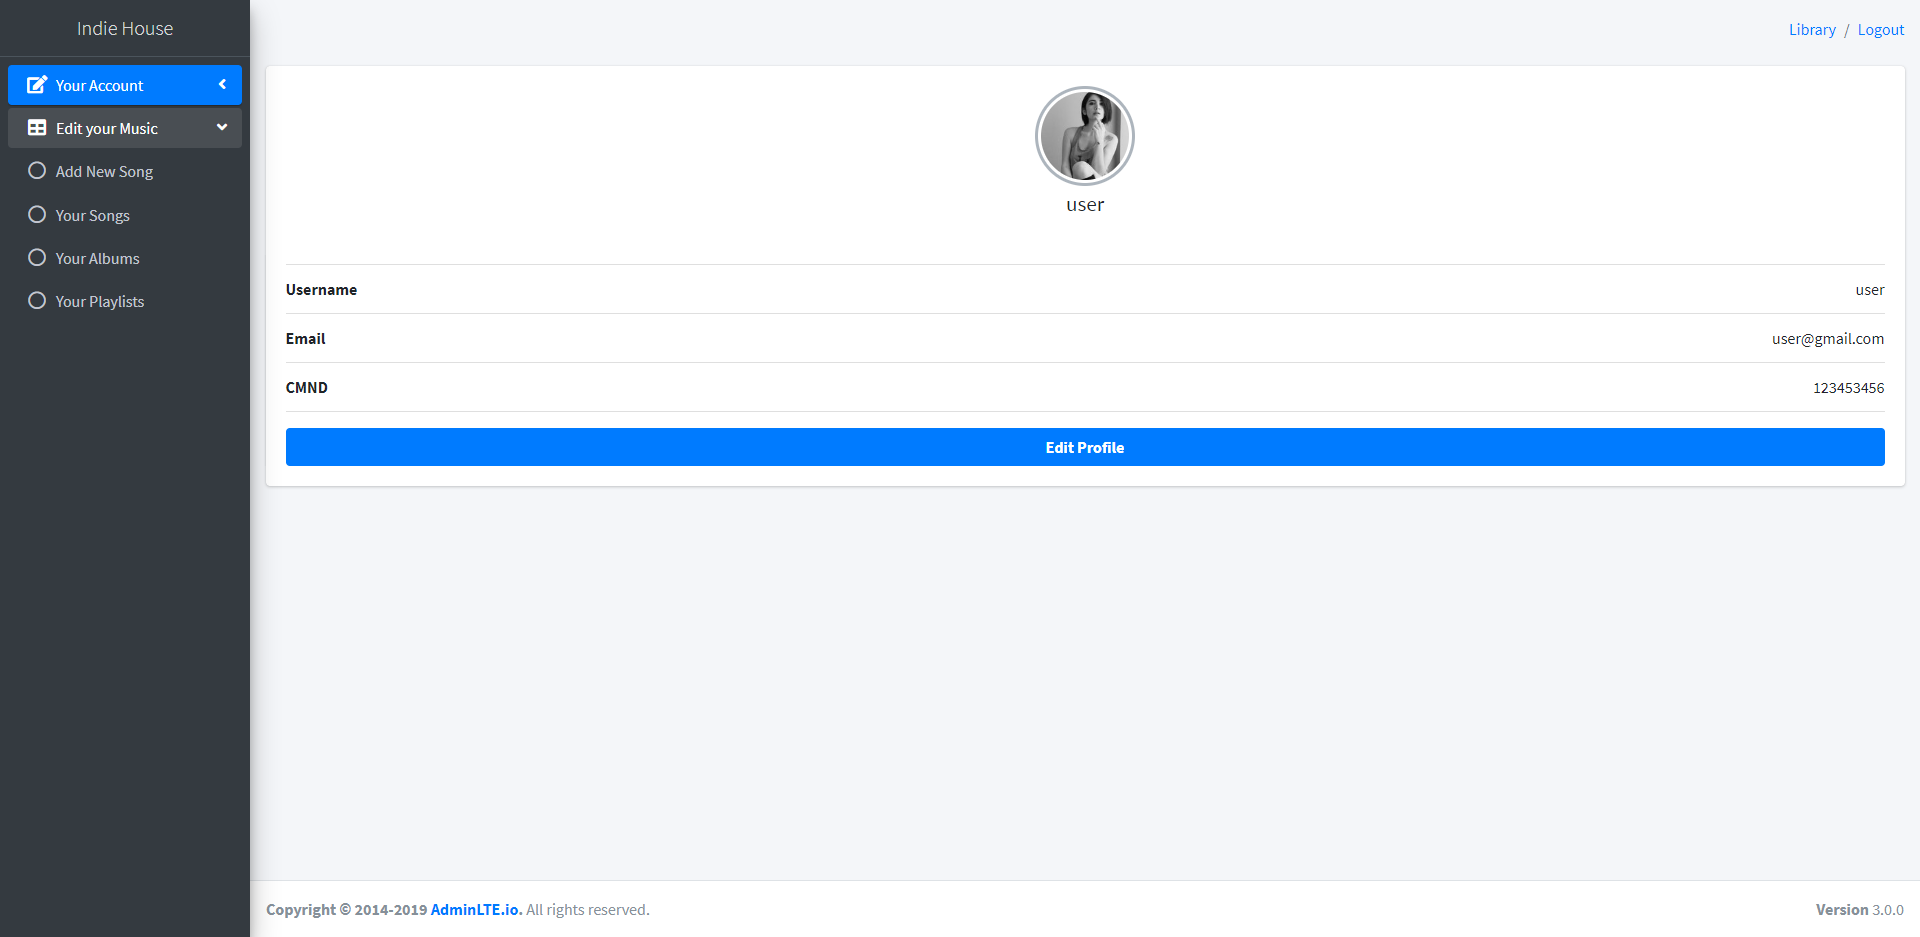 Indie House
Library / Logout
Your Account
Edit your Music
Add New Song
Your Songs
Your Albums
Your Playlists
user
Username user
Email user@gmail.com
CMND 123453456
Edit Profile
Copyright © 2014-2019 AdminLTE.io. All rights reserved.
Version 3.0.0